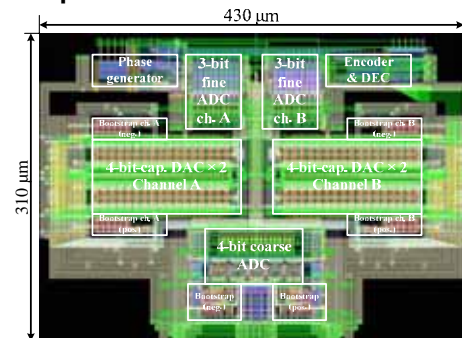 430 µm
310 µm
Phase
generator
3-bit
fine
ADC
ch. A
3-bit
fine
ADC
ch. B
Encoder
& DEC
Bootstrap ch. A
(neg.)
Bootstrap ch. B
(neg.)
4-bit-cap. DAC × 2
Channel A
4-bit-cap. DAC × 2
Channel B
Bootstrap ch. A
(pos.)
Bootstrap ch. B
(pos.)
4-bit coarse
ADC
Bootstrap
(neg.)
Bootstrap
(pos.)